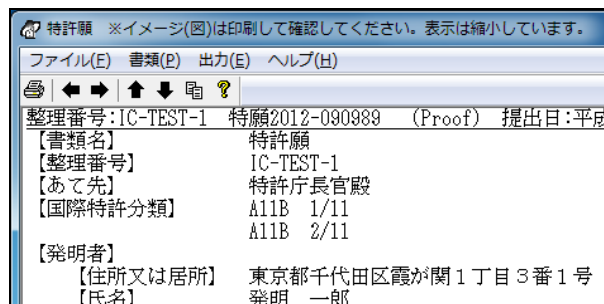 特許願 ※イメージ(図)は印刷して確認してください。表示は縮小しています。
ファイル(F) 書類(P) 出力(E) ヘルプ(H)
整理番号:IC-TEST-1 特願2012-090989 (Proof) 提出日:平成
【書類名】 特許願
【整理番号】 IC-TEST-1
【あて先】 特許庁長官殿
【国際特許分類】 A11B 1/11
A11B 2/11
【発明者】
【住所又は居所】 東京都千代田区霞が関1丁目3番1号
【氏名】 発明 一郎